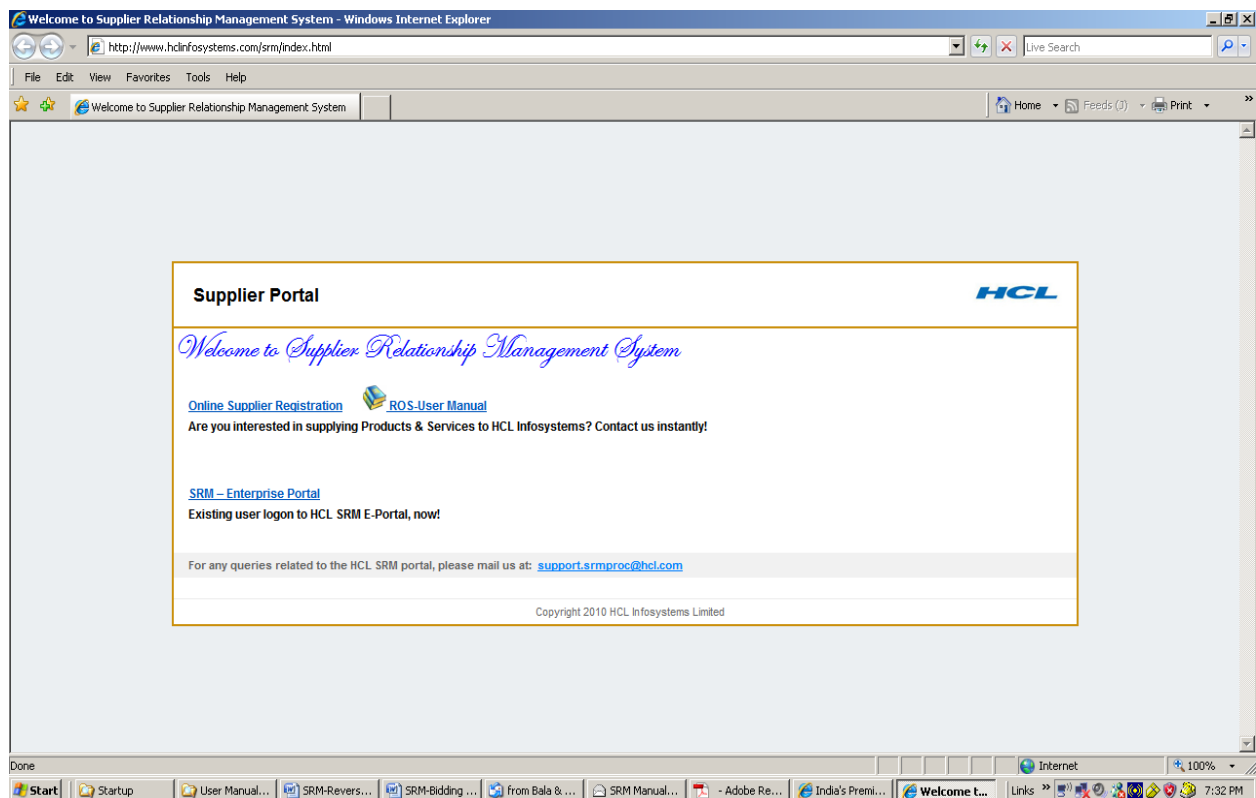 Welcome to Supplier Relationship Management System - Windows Internet Explorer
http://www.hclinfosystems.com/srm/index.html
Live Search
File Edit View Favorites Tools Help
Welcome to Supplier Relationship Management System
Home Feeds (J) Print »
Supplier Portal
HCL
Welcome to Supplier Relationship Management System
Online Supplier Registration ROS-User Manual
Are you interested in supplying Products & Services to HCL Infosystems? Contact us instantly!
SRM – Enterprise Portal
Existing user logon to HCL SRM E-Portal, now!
For any queries related to the HCL SRM portal, please mail us at: support.srmproc@hcl.com
Copyright 2010 HCL Infosystems Limited
Done Internet 100%
Start Startup User Manual... SRM-Revers... SRM-Bidding ... from Bala & ... SRM Manual... - Adobe Re... India's Premi... Welcome t... Links » 7:32 PM